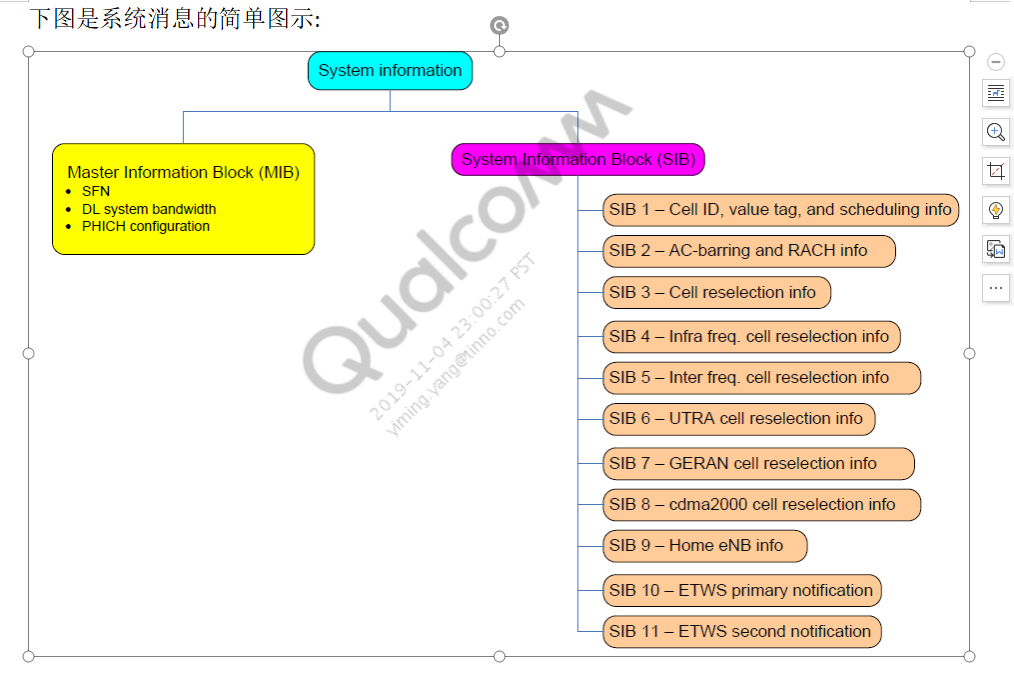 下图是系统消息的简单图示:
System information
Master Information Block (MIB)
• SFN
• DL system bandwidth
• PHICH configuration
System Information Block (SIB)
SIB 1 – Cell ID, value tag, and scheduling info
SIB 2 – AC-barring and RACH info
SIB 3 – Cell reselection info
SIB 4 – Infra freq. cell reselection info
SIB 5 – Inter freq. cell reselection info
SIB 6 – UTRA cell reselection info
SIB 7 – GERAN cell reselection info
SIB 8 – cdma2000 cell reselection info
SIB 9 – Home eNB info
SIB 10 – ETWS primary notification
SIB 11 – ETWS second notification
Qualcomm
2019-11-04 23:00:27 PST
yiming.yang@tinno.com